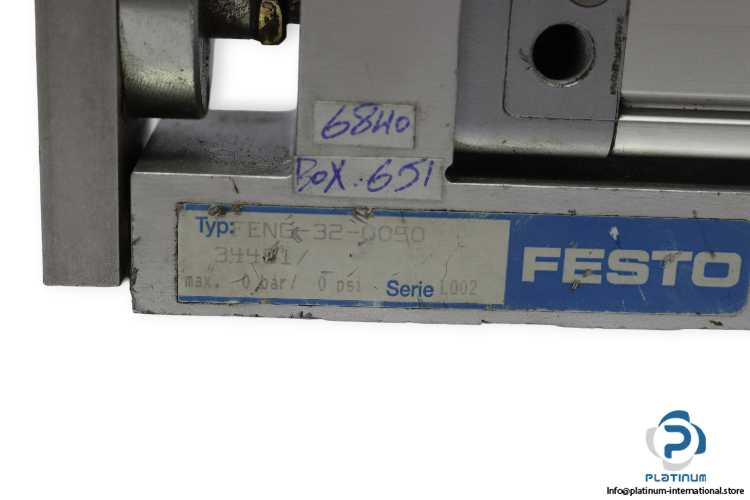 6840
BOX.651
Typ: FENG-32-0050
max. 0 bar/ 0 psi Serie L002
FESTO
PLATINUM
Info@platinum-international.store